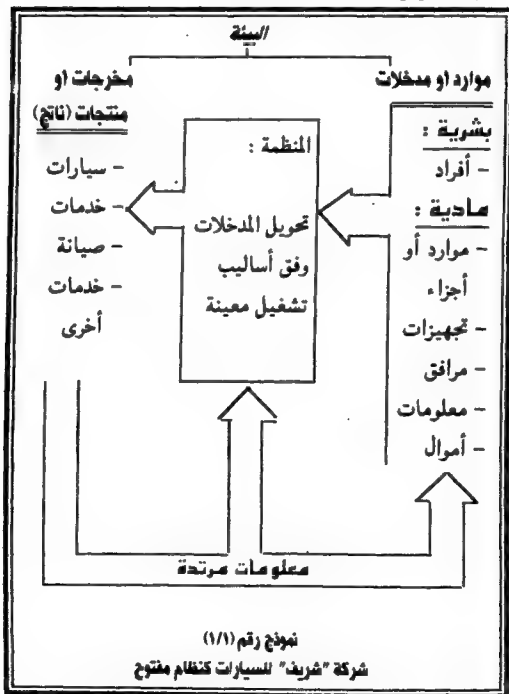 البيئة
موارد او مدخلات
بشرية :
- أفراد
مادية :
- موارد أو
أجزاء
- تجهيزات
- مرافق
- معلومات
- أموال
المنظمة :
تحويل المدخلات
وفق أساليب
تشغيل معينة
مخرجات او
منتجات (ناتج)
- سيارات
- خدمات
- صيانة
- خدمات
أخرى
معلومات مرتدة
نموذج رقم (١/١)
شركة "شريف" للسيارات كنظام مفتوح